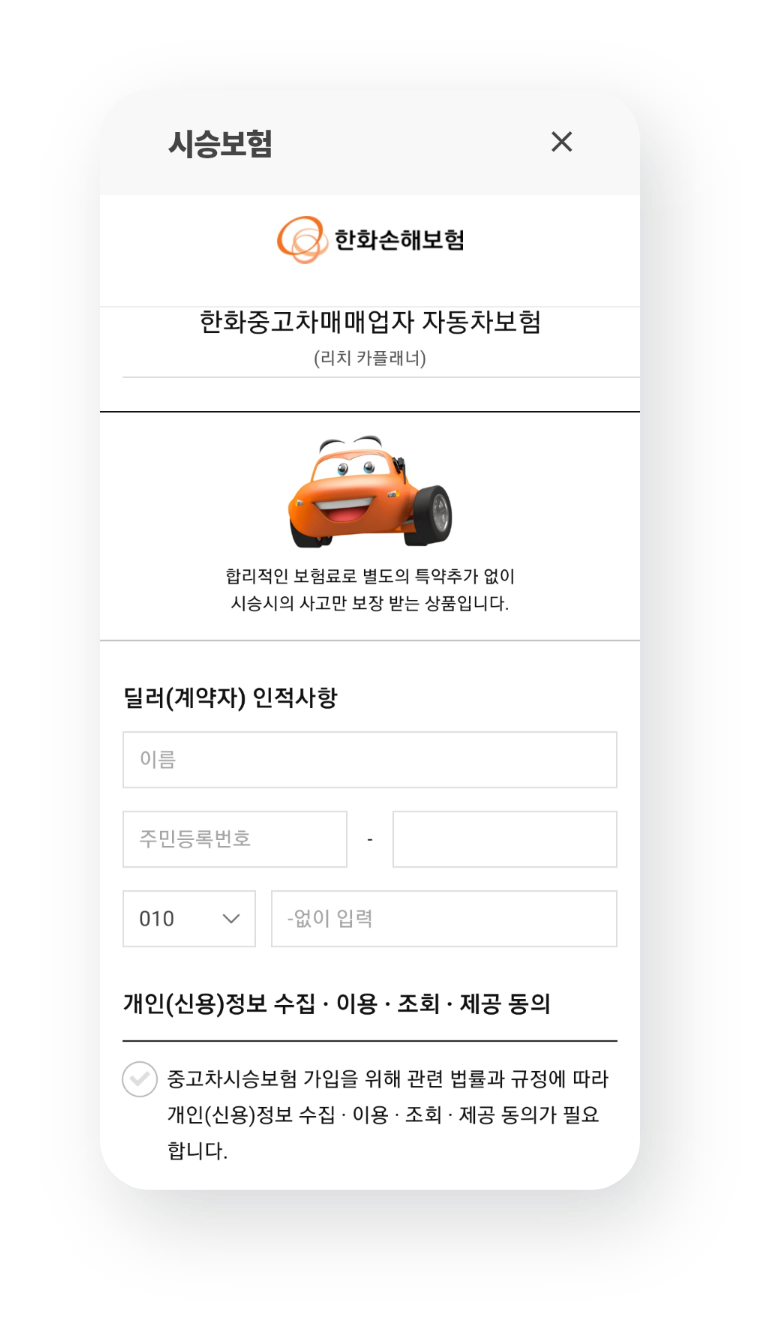 시승보험
한화손해보험
한화중고차매매업자 자동차보험
(리치 카플래너)
합리적인 보험료로 별도의 특약추가 없이
시승시의 사고만 보장 받는 상품입니다.
딜러(계약자) 인적사항
이름
주민등록번호 -
010 -없이 입력
개인(신용)정보 수집 · 이용 · 조회 · 제공 동의
중고차시승보험 가입을 위해 관련 법률과 규정에 따라
개인(신용)정보 수집 · 이용 · 조회 · 제공 동의가 필요
합니다.